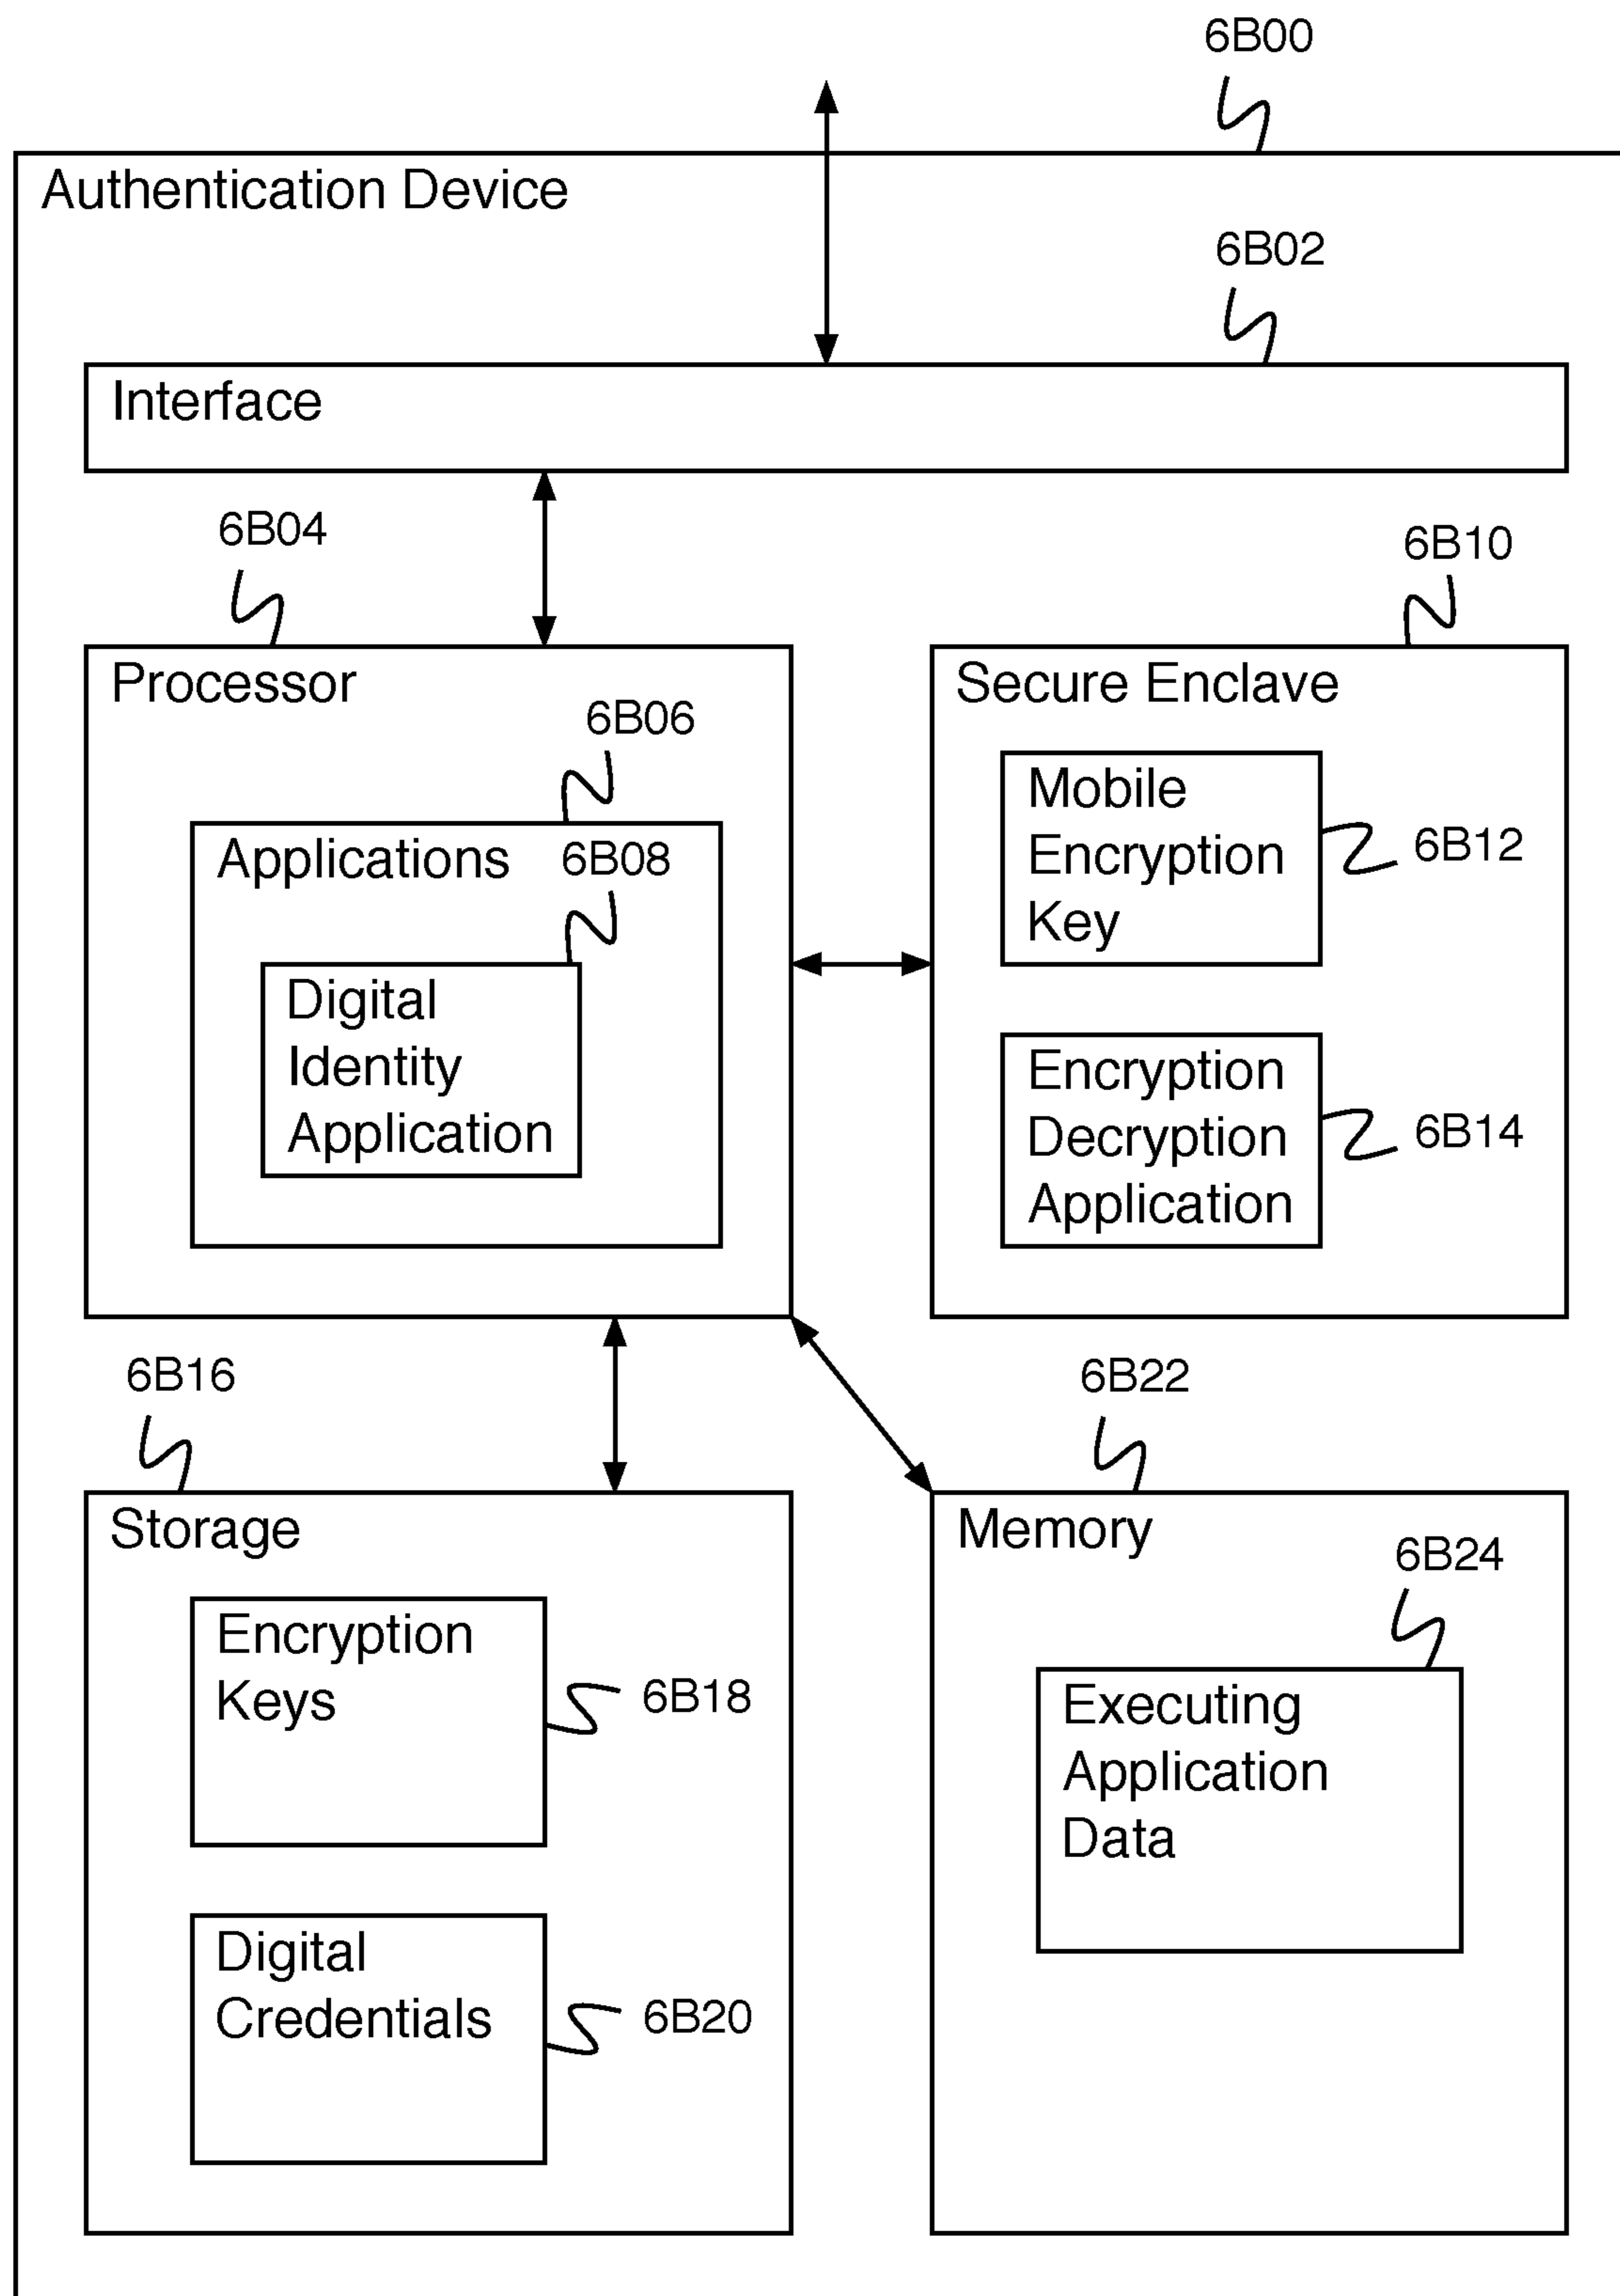 6B00
Authentication Device
6B02
Interface
6B04
6B10
Processor
Secure Enclave
6B06
Mobile
Encryption
Key
6B12
Applications
6B08
Digital
Identity
Application
Encryption
Decryption
Application
6B14
6B16
6B22
Storage
Memory
6B24
Encryption
Keys
6B18
Executing
Application
Data
Digital
Credentials
6B20